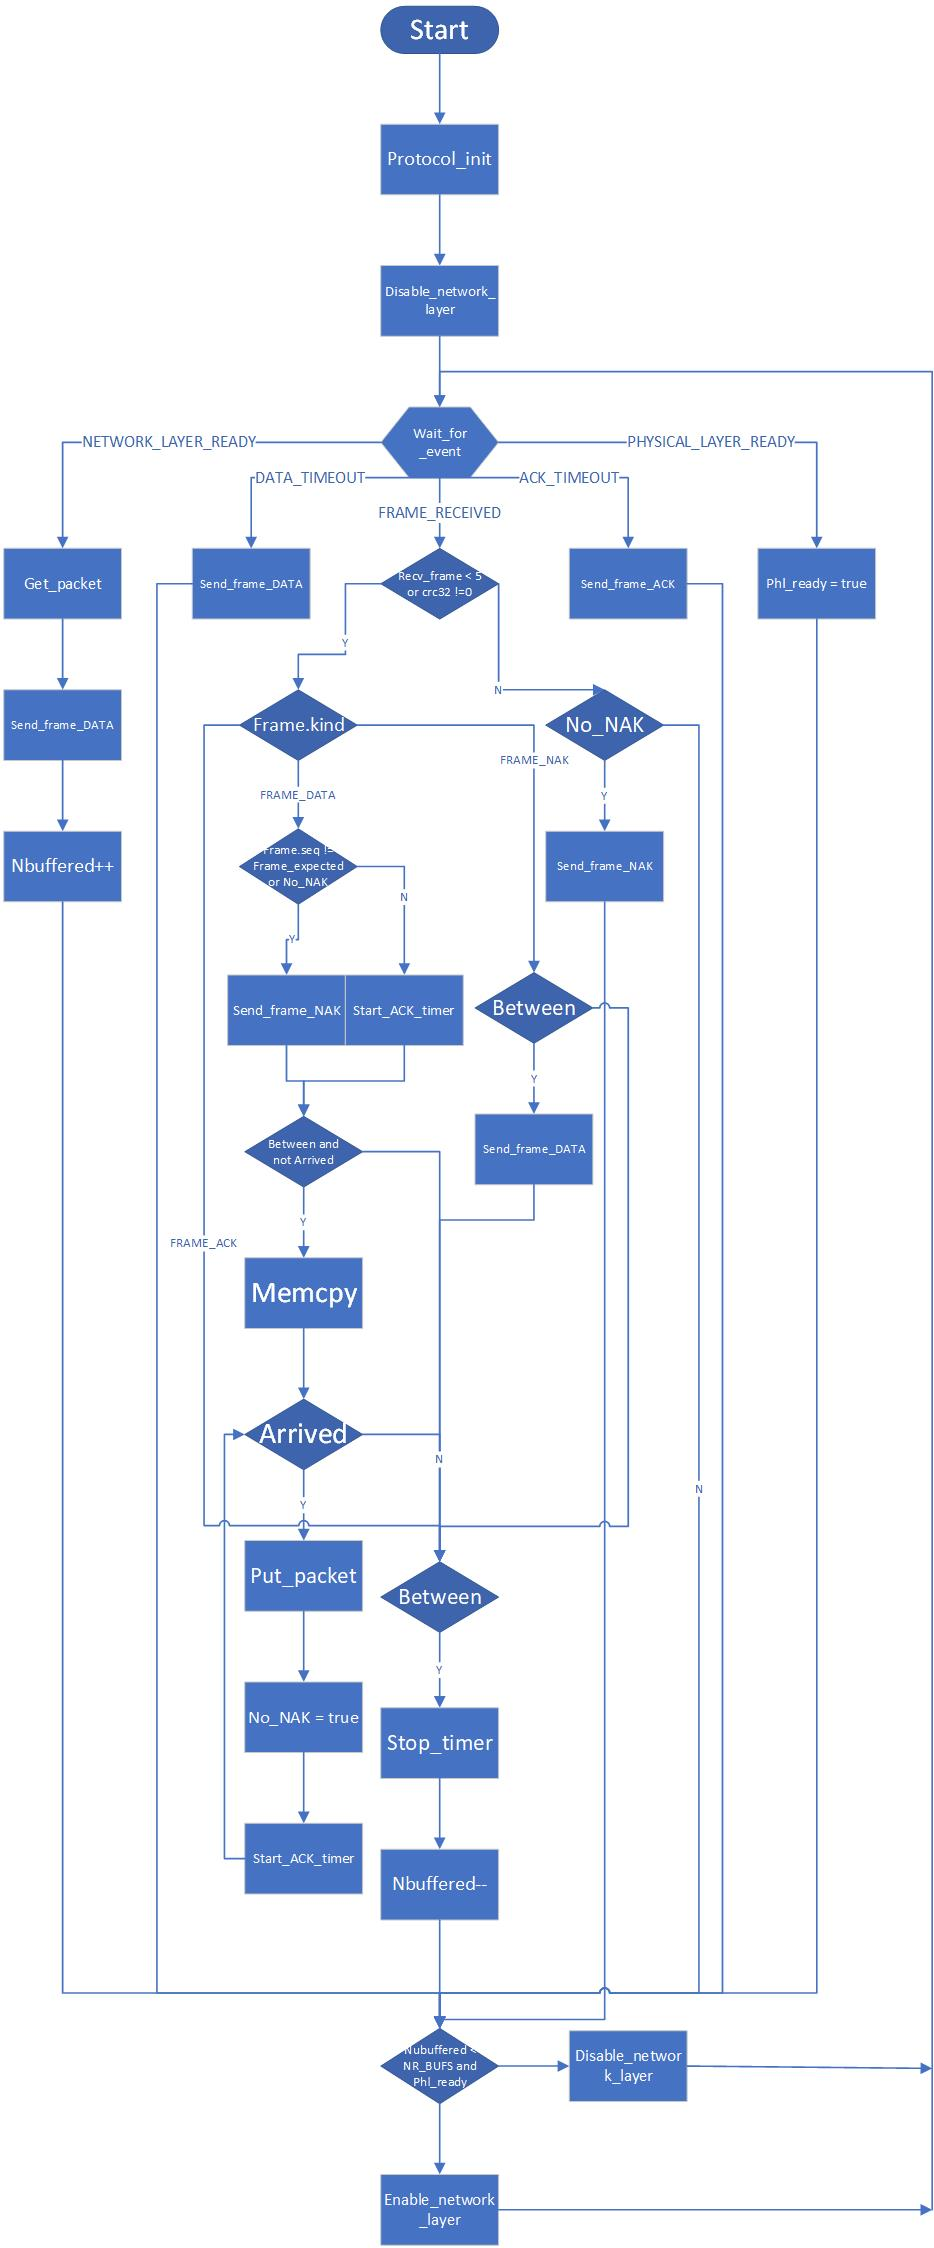 Start
Protocol_init
Disable_network_
layer
Wait_for
_event
NETWORK_LAYER_READY
PHYSICAL_LAYER_READY
DATA_TIMEOUT
ACK_TIMEOUT
FRAME_RECEIVED
Get_packet
Send_frame_DATA
Recv_frame < 5
or crc32 !=0
Send_frame_ACK
Phl_ready = true
Y
N
Send_frame_DATA
Frame.kind
No_NAK
FRAME_NAK
FRAME_DATA
Y
Nbuffered++
Frame.seq !=
Frame_expected
or No_NAK
Send_frame_NAK
N
Y
Send_frame_NAK
Start_ACK_timer
Between
Y
Between and
not Arrived
Send_frame_DATA
Y
FRAME_ACK
Memcpy
Arrived
N
N
Y
Put_packet
Between
Y
No_NAK = true
Stop_timer
Start_ACK_timer
Nbuffered--
Nubuffered <
NR_BUFS and
Phl_ready
Disable_networ
k_layer
Enable_network
_layer